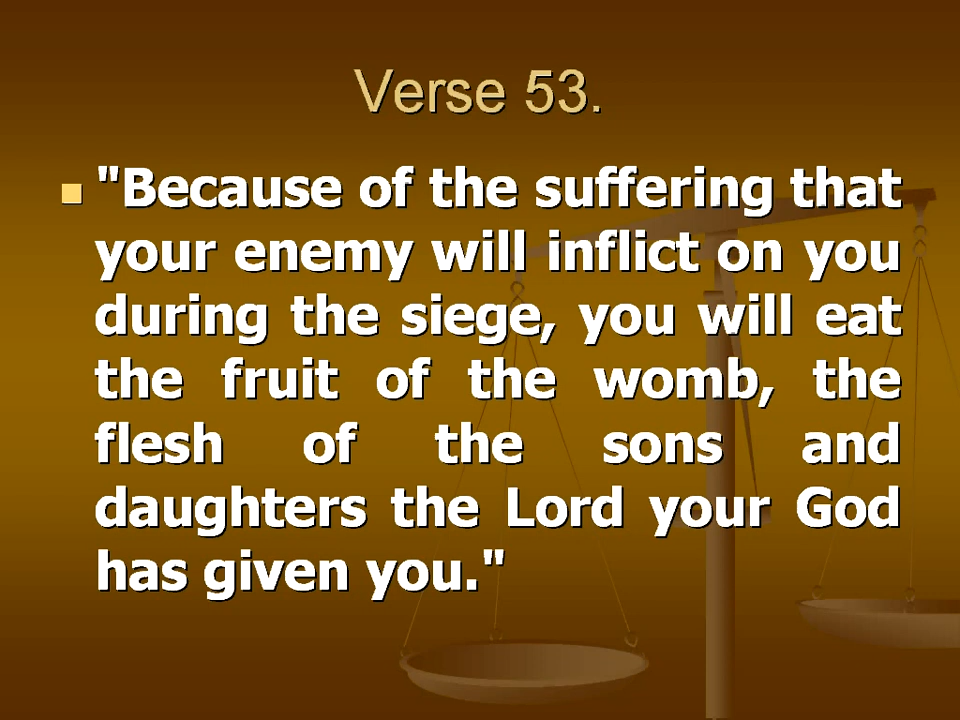 Verse 53.
"Because of the suffering that
your enemy will inflict on you
during the siege, you will eat
the fruit of the womb, the
flesh of the sons and
daughters the Lord your God
has given you."